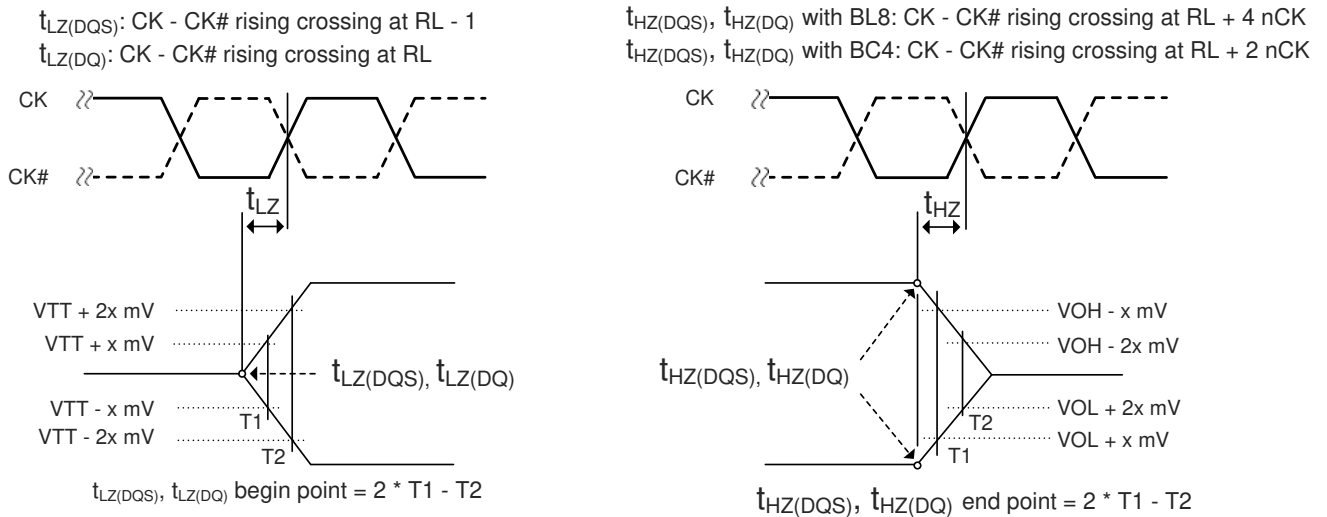 tLZ(DQS): CK - CK# rising crossing at RL - 1
tLZ(DQ): CK - CK# rising crossing at RL
CK
CK#
tLZ
VTT + 2x mV
VTT + x mV
tLZ(DQS), tLZ(DQ)
VTT - x mV
T1
VTT - 2x mV
T2
tLZ(DQS), tLZ(DQ) begin point = 2 * T1 - T2
tHZ(DQS), tHZ(DQ) with BL8: CK - CK# rising crossing at RL + 4 nCK
tHZ(DQS), tHZ(DQ) with BC4: CK - CK# rising crossing at RL + 2 nCK
CK
CK#
tHZ
VOH - x mV
VOH - 2x mV
tHZ(DQS), tHZ(DQ)
VOL + 2x mV
T2
VOL + x mV
T1
tHZ(DQS), tHZ(DQ) end point = 2 * T1 - T2